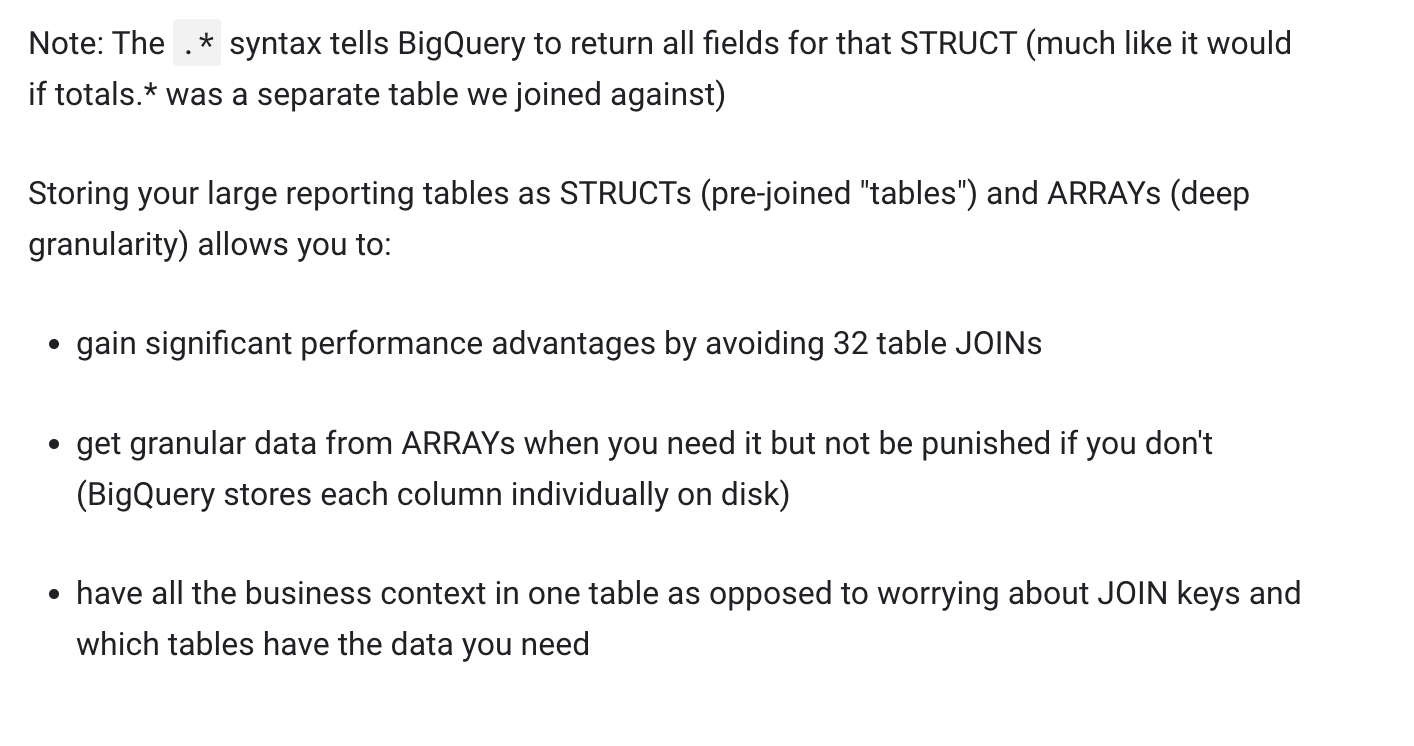 Note: The .* syntax tells BigQuery to return all fields for that STRUCT (much like it would
if totals.* was a separate table we joined against)
Storing your large reporting tables as STRUCTs (pre-joined "tables") and ARRAYs (deep
granularity) allows you to:
• gain significant performance advantages by avoiding 32 table JOINs
• get granular data from ARRAYs when you need it but not be punished if you don't
(BigQuery stores each column individually on disk)
• have all the business context in one table as opposed to worrying about JOIN keys and
which tables have the data you need